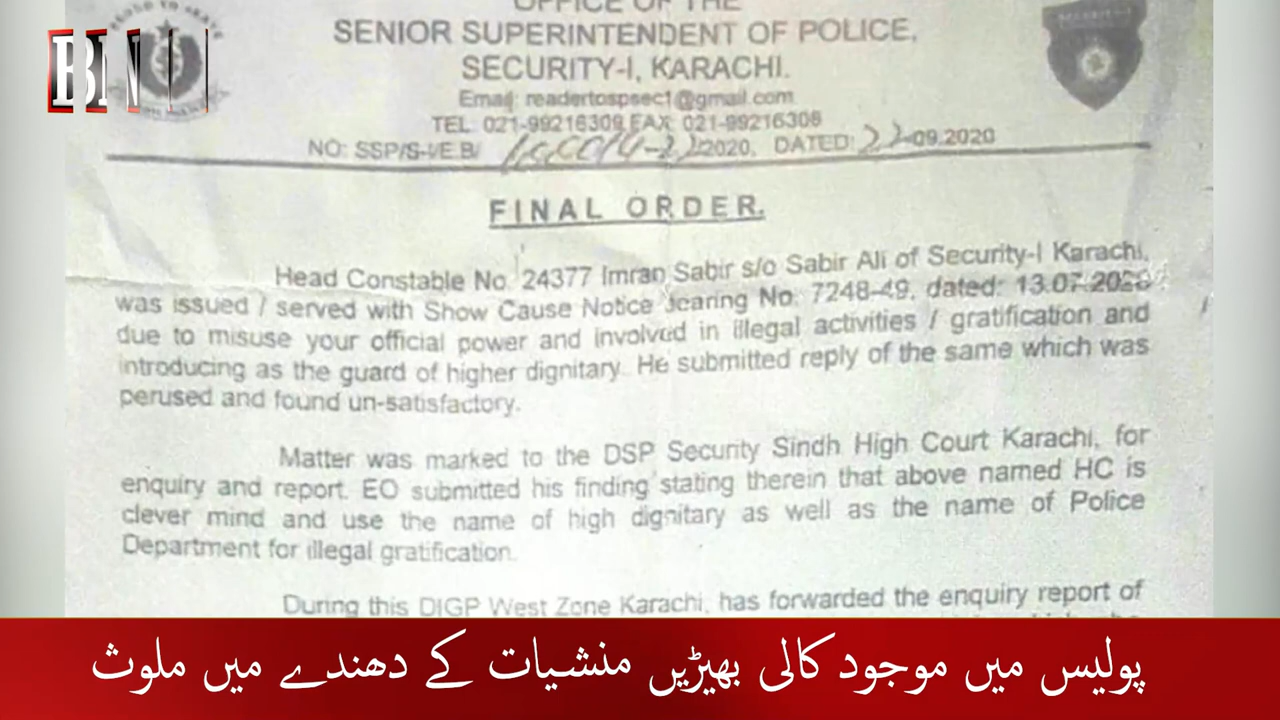 BN
OFFICE OF THE
SENIOR SUPERINTENDENT OF POLICE,
SECURITY-I, KARACHI.
Email: readertospsec1@gmail.com
TEL: 021-99216309 FAX: 021-99216308
NO: SSP/S-I/E.B/ 2020, DATED: 22-09.2020
FINAL ORDER.
Head Constable No. 24377 Imran Sabir s/o Sabir Ali of Security-I Karachi,
was issued / served with Show Cause Notice Bearing No. 7248-49, dated: 13.07.2020
due to misuse your official power and involved in illegal activities / gratification and
introducing as the guard of higher dignitary. He submitted reply of the same which was
perused and found un-satisfactory.
Matter was marked to the DSP Security Sindh High Court Karachi, for
enquiry and report. EO submitted his finding stating therein that above named HC is
clever mind and use the name of high dignitary as well as the name of Police
Department for illegal gratification.
During this DIGP West Zone Karachi, has forwarded the enquiry report of
پولیس میں موجود کالی بھیڑیں منشیات کے دھندے میں ملوث